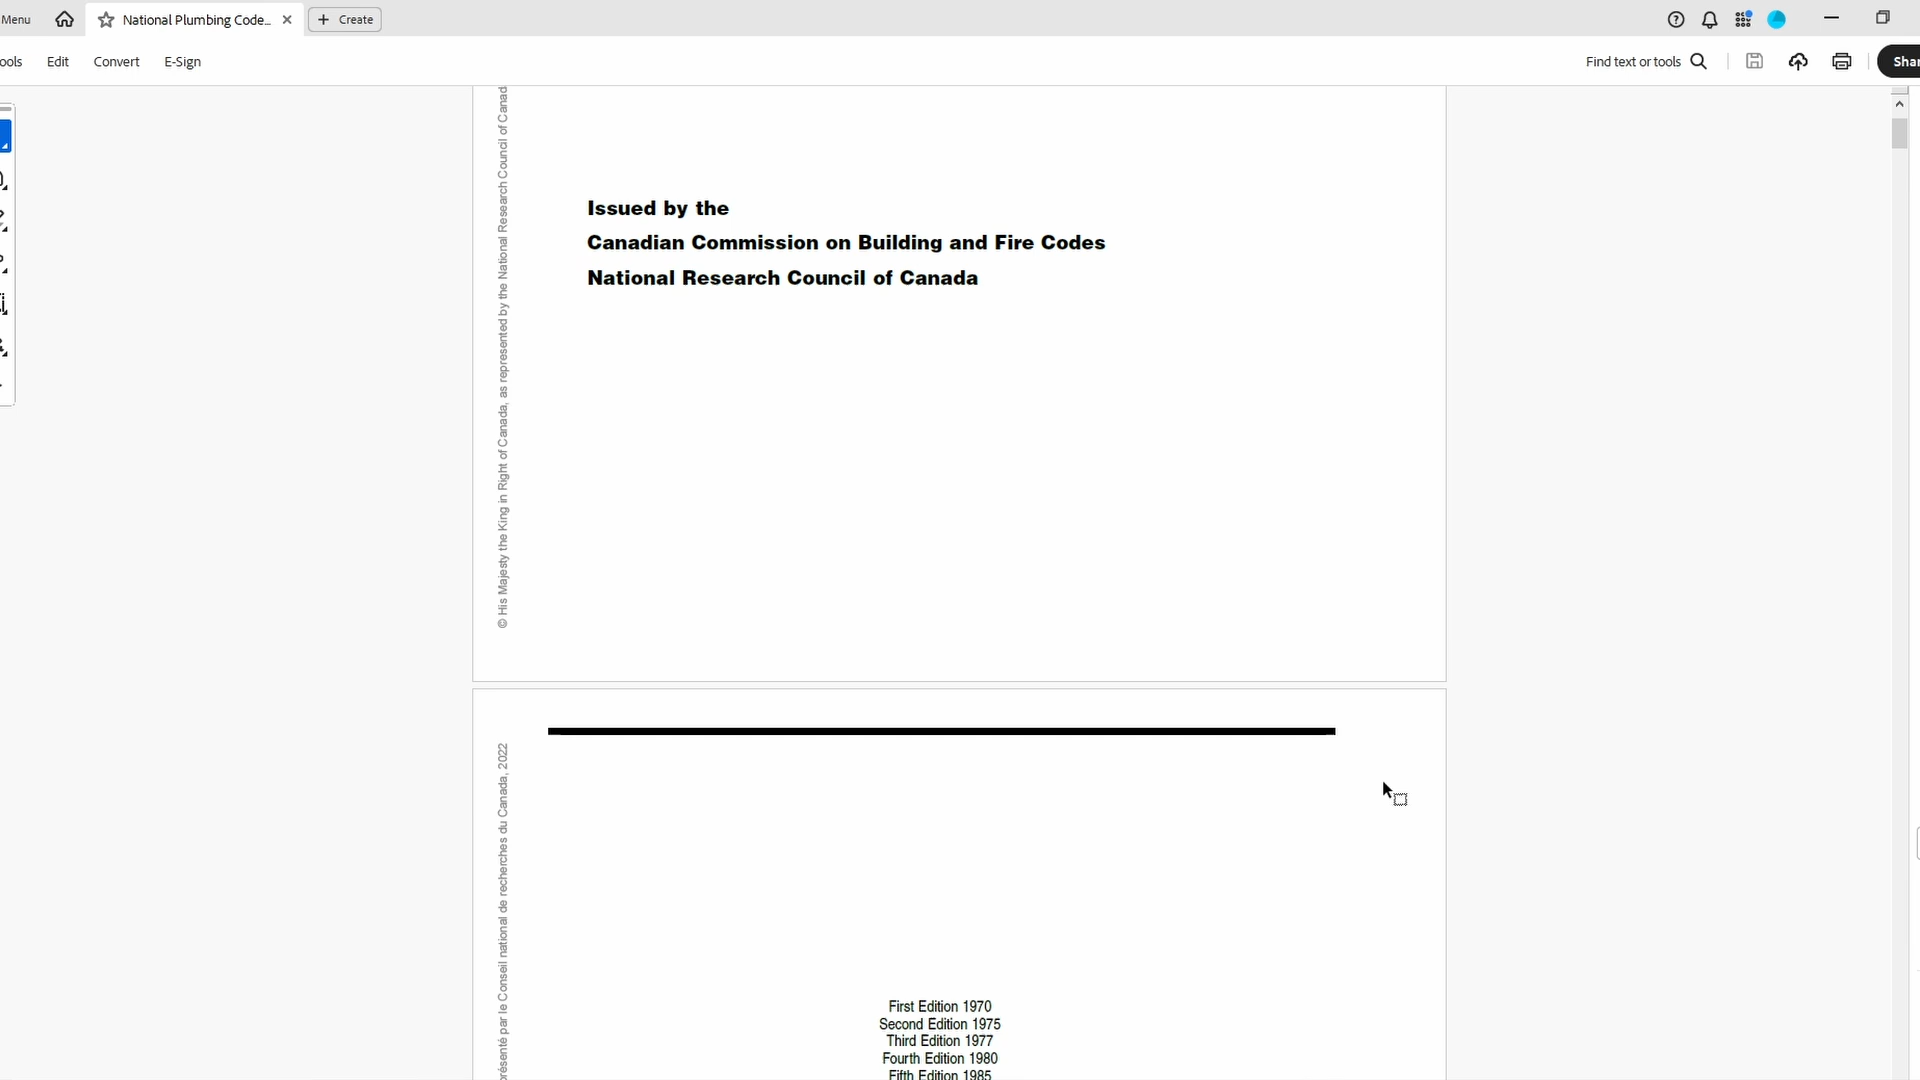 Menu
National Plumbing Code...
Create
ools
Edit
Convert
E-Sign
Find text or tools
Shar
© His Majesty the King in Right of Canada, as represented by the National Research Council of Canad
Issued by the
Canadian Commission on Building and Fire Codes
National Research Council of Canada
résenté par le Conseil national de recherches du Canada, 2022
First Edition 1970
Second Edition 1975
Third Edition 1977
Fourth Edition 1980
Fifth Edition 1985